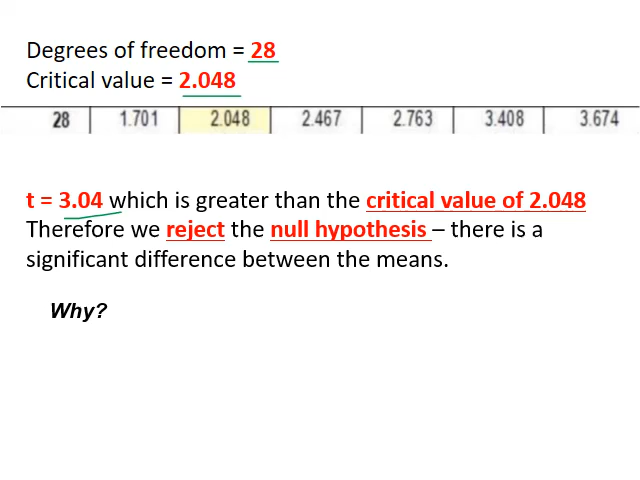 Degrees of freedom = 28
Critical value = 2.048
28 1.701 2.048 2.467 2.763 3.408 3.674
t = 3.04 which is greater than the critical value of 2.048
Therefore we reject the null hypothesis – there is a
significant difference between the means.
Why?